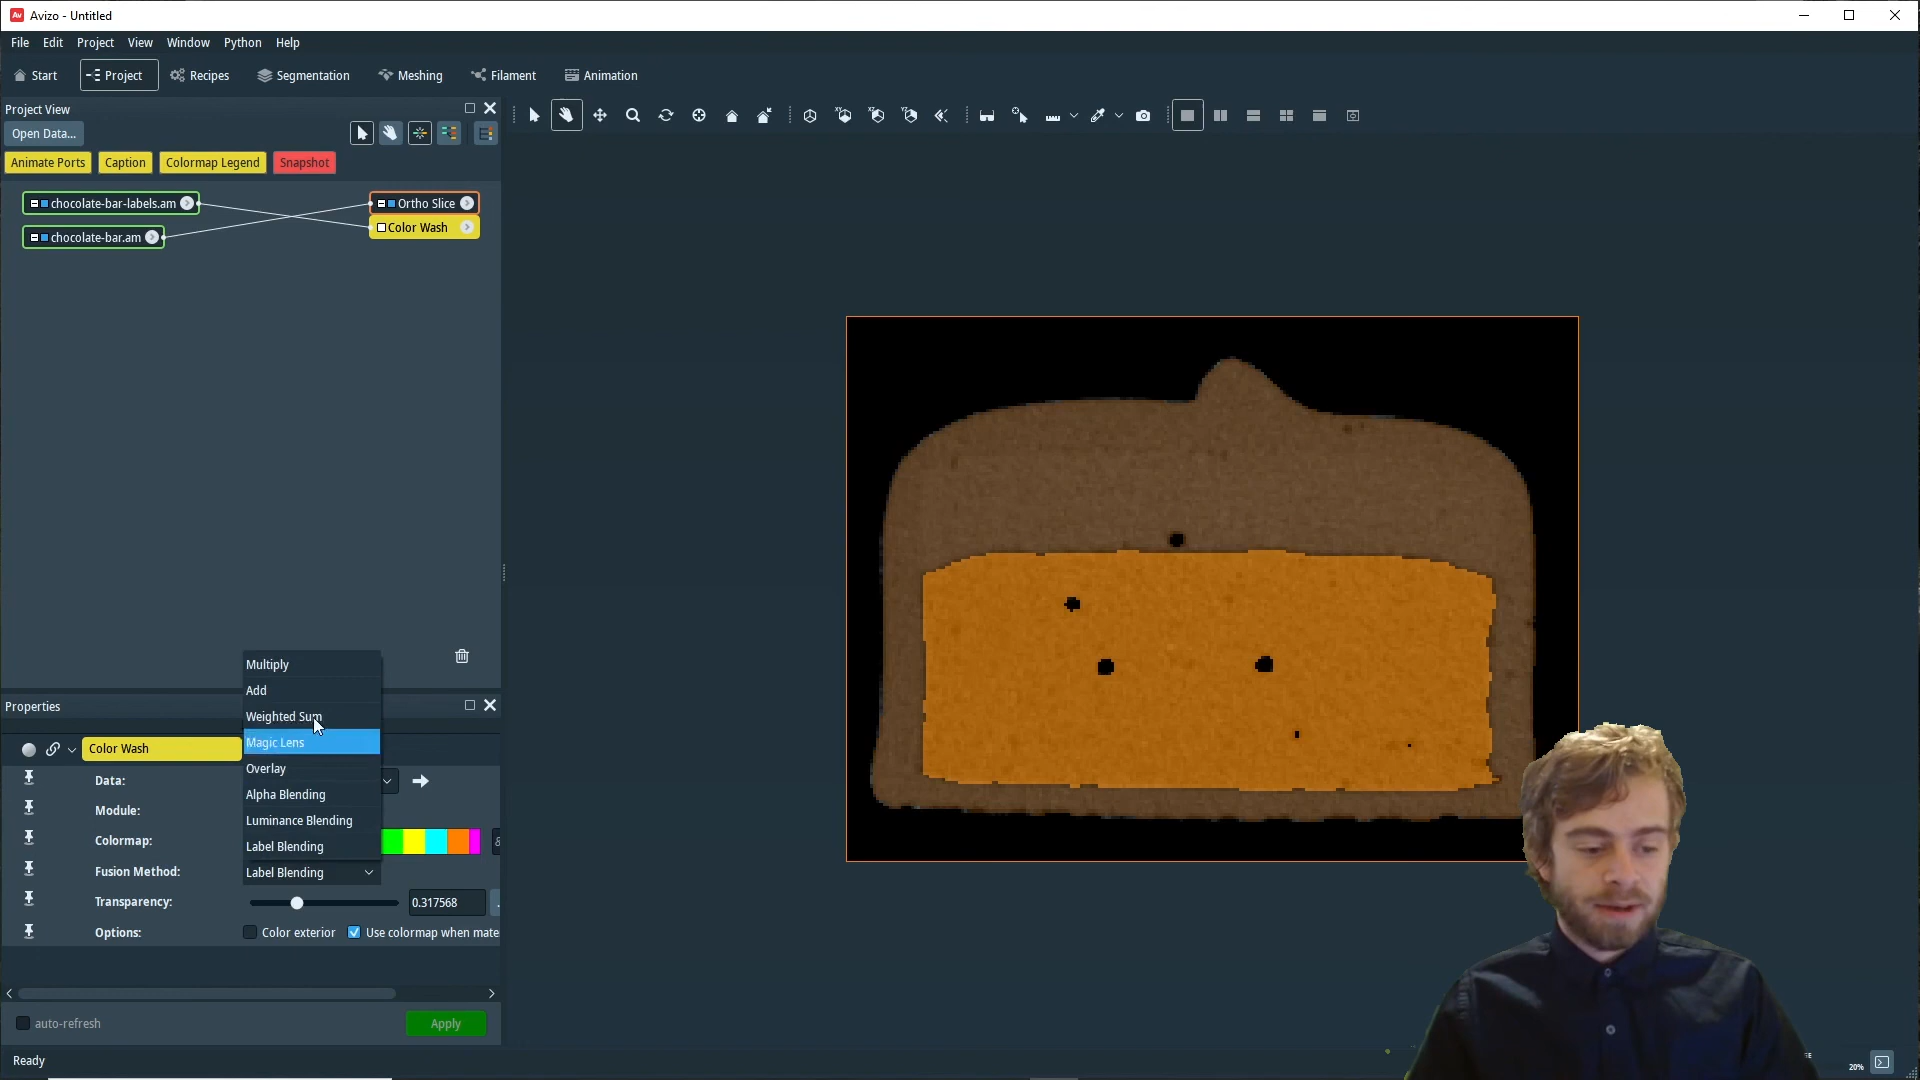 Avizo - Untitled
File Edit Project View Window Python Help
Start Project Recipes Segmentation Meshing Filament Animation
Project View
Open Data...
Animate Ports Caption Colormap Legend Snapshot
chocolate-bar-labels.am Ortho Slice
Color Wash
chocolate-bar.am
Multiply
Add
Weighted Sum
Magic Lens
Overlay
Alpha Blending
Luminance Blending
Label Blending
Properties
Color Wash
Data:
Module:
Colormap:
Fusion Method: Label Blending
Transparency: 0.317568
Options: Color exterior Use colormap when mate
auto-refresh Apply
Ready
20%